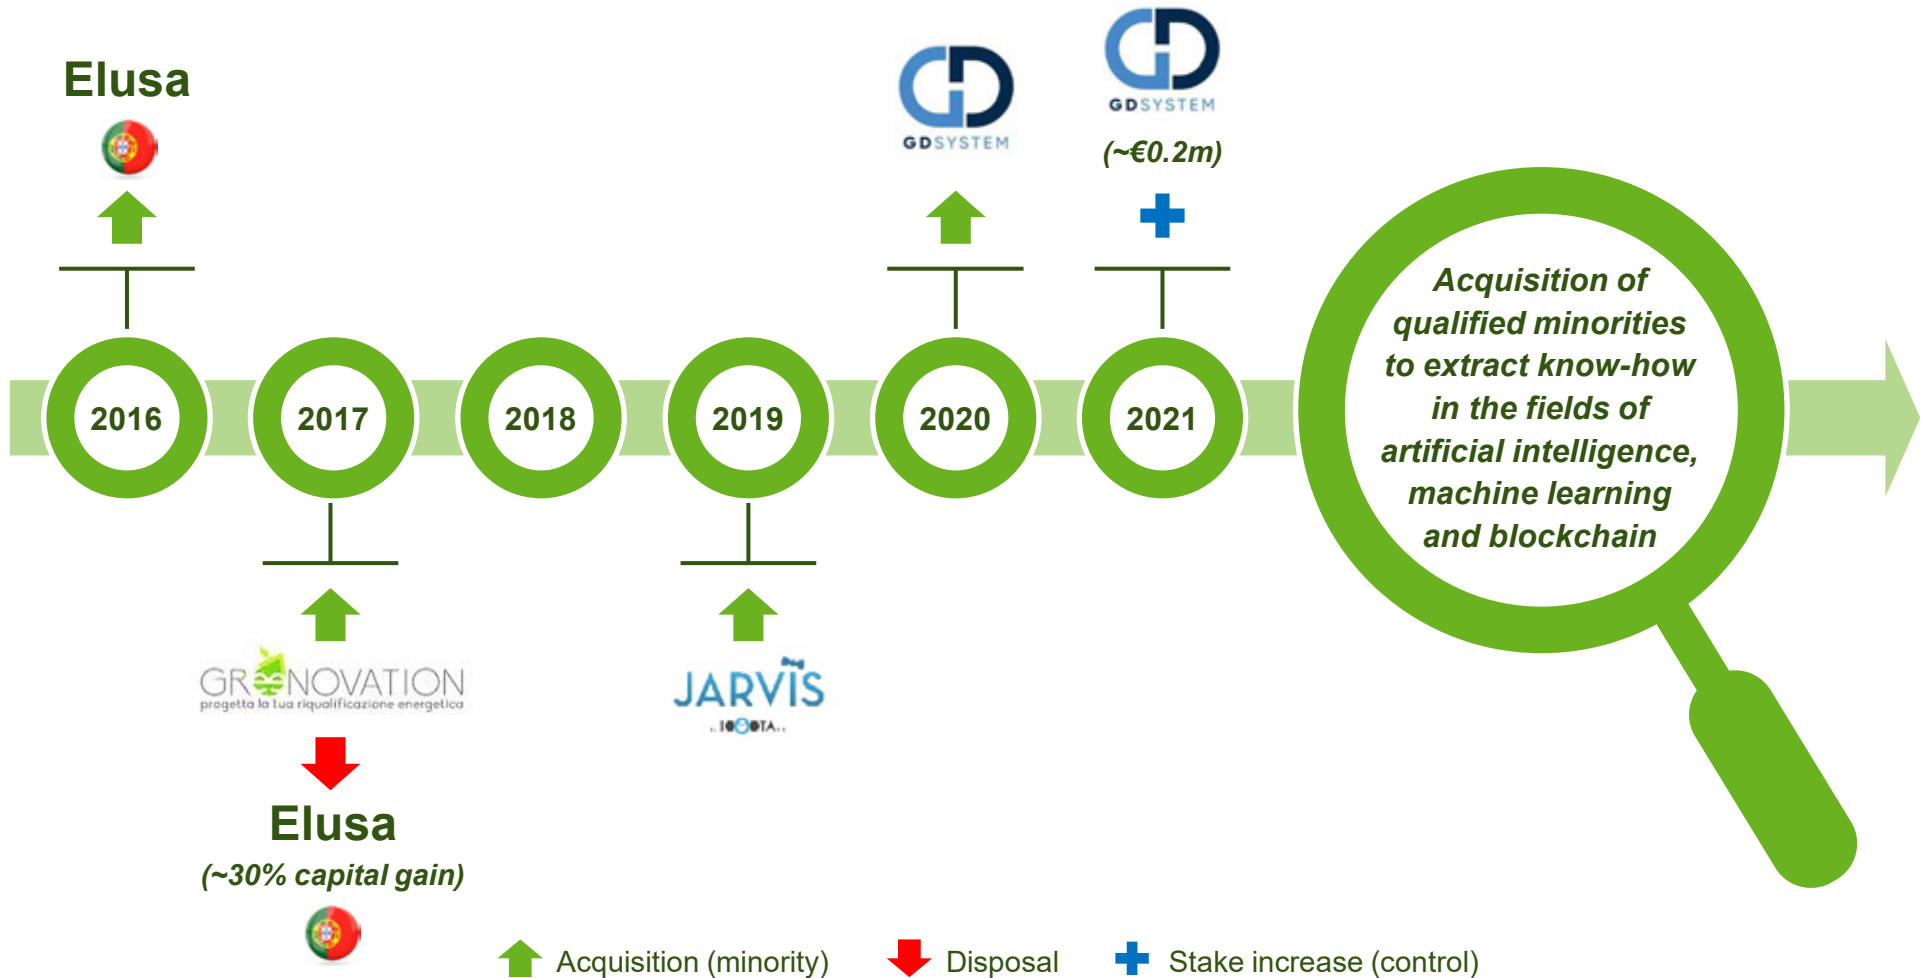 Elusa
GDSYSTEM
GDSYSTEM
(~€0.2m)
2016
2017
2018
2019
2020
2021
Acquisition of
qualified minorities
to extract know-how
in the fields of
artificial intelligence,
machine learning
and blockchain
GREENOVATION
progetta la tua riqualificazione energetica
JARVIS
Elusa
(~30% capital gain)
Acquisition (minority)
Disposal
Stake increase (control)